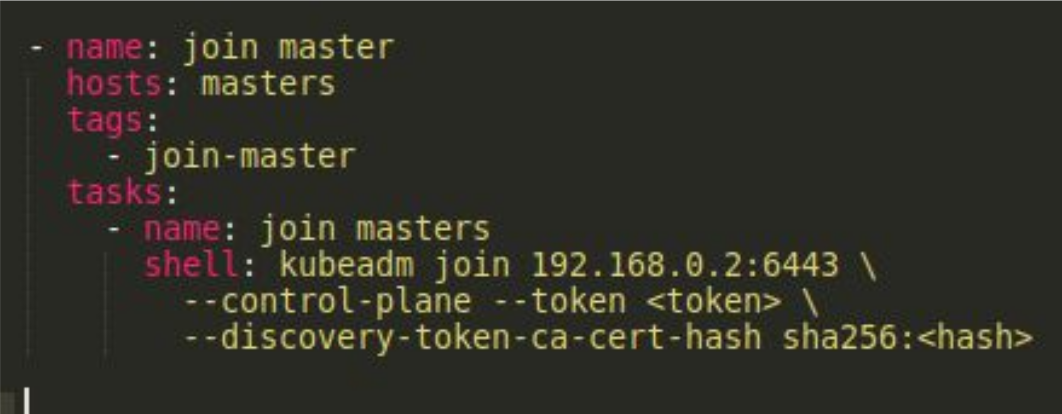 - name: join master
  hosts: masters
  tags:
    - join-master
  tasks:
    - name: join masters
      shell: kubeadm join 192.168.0.2:6443 \
        --control-plane --token <token> \
        --discovery-token-ca-cert-hash sha256:<hash>